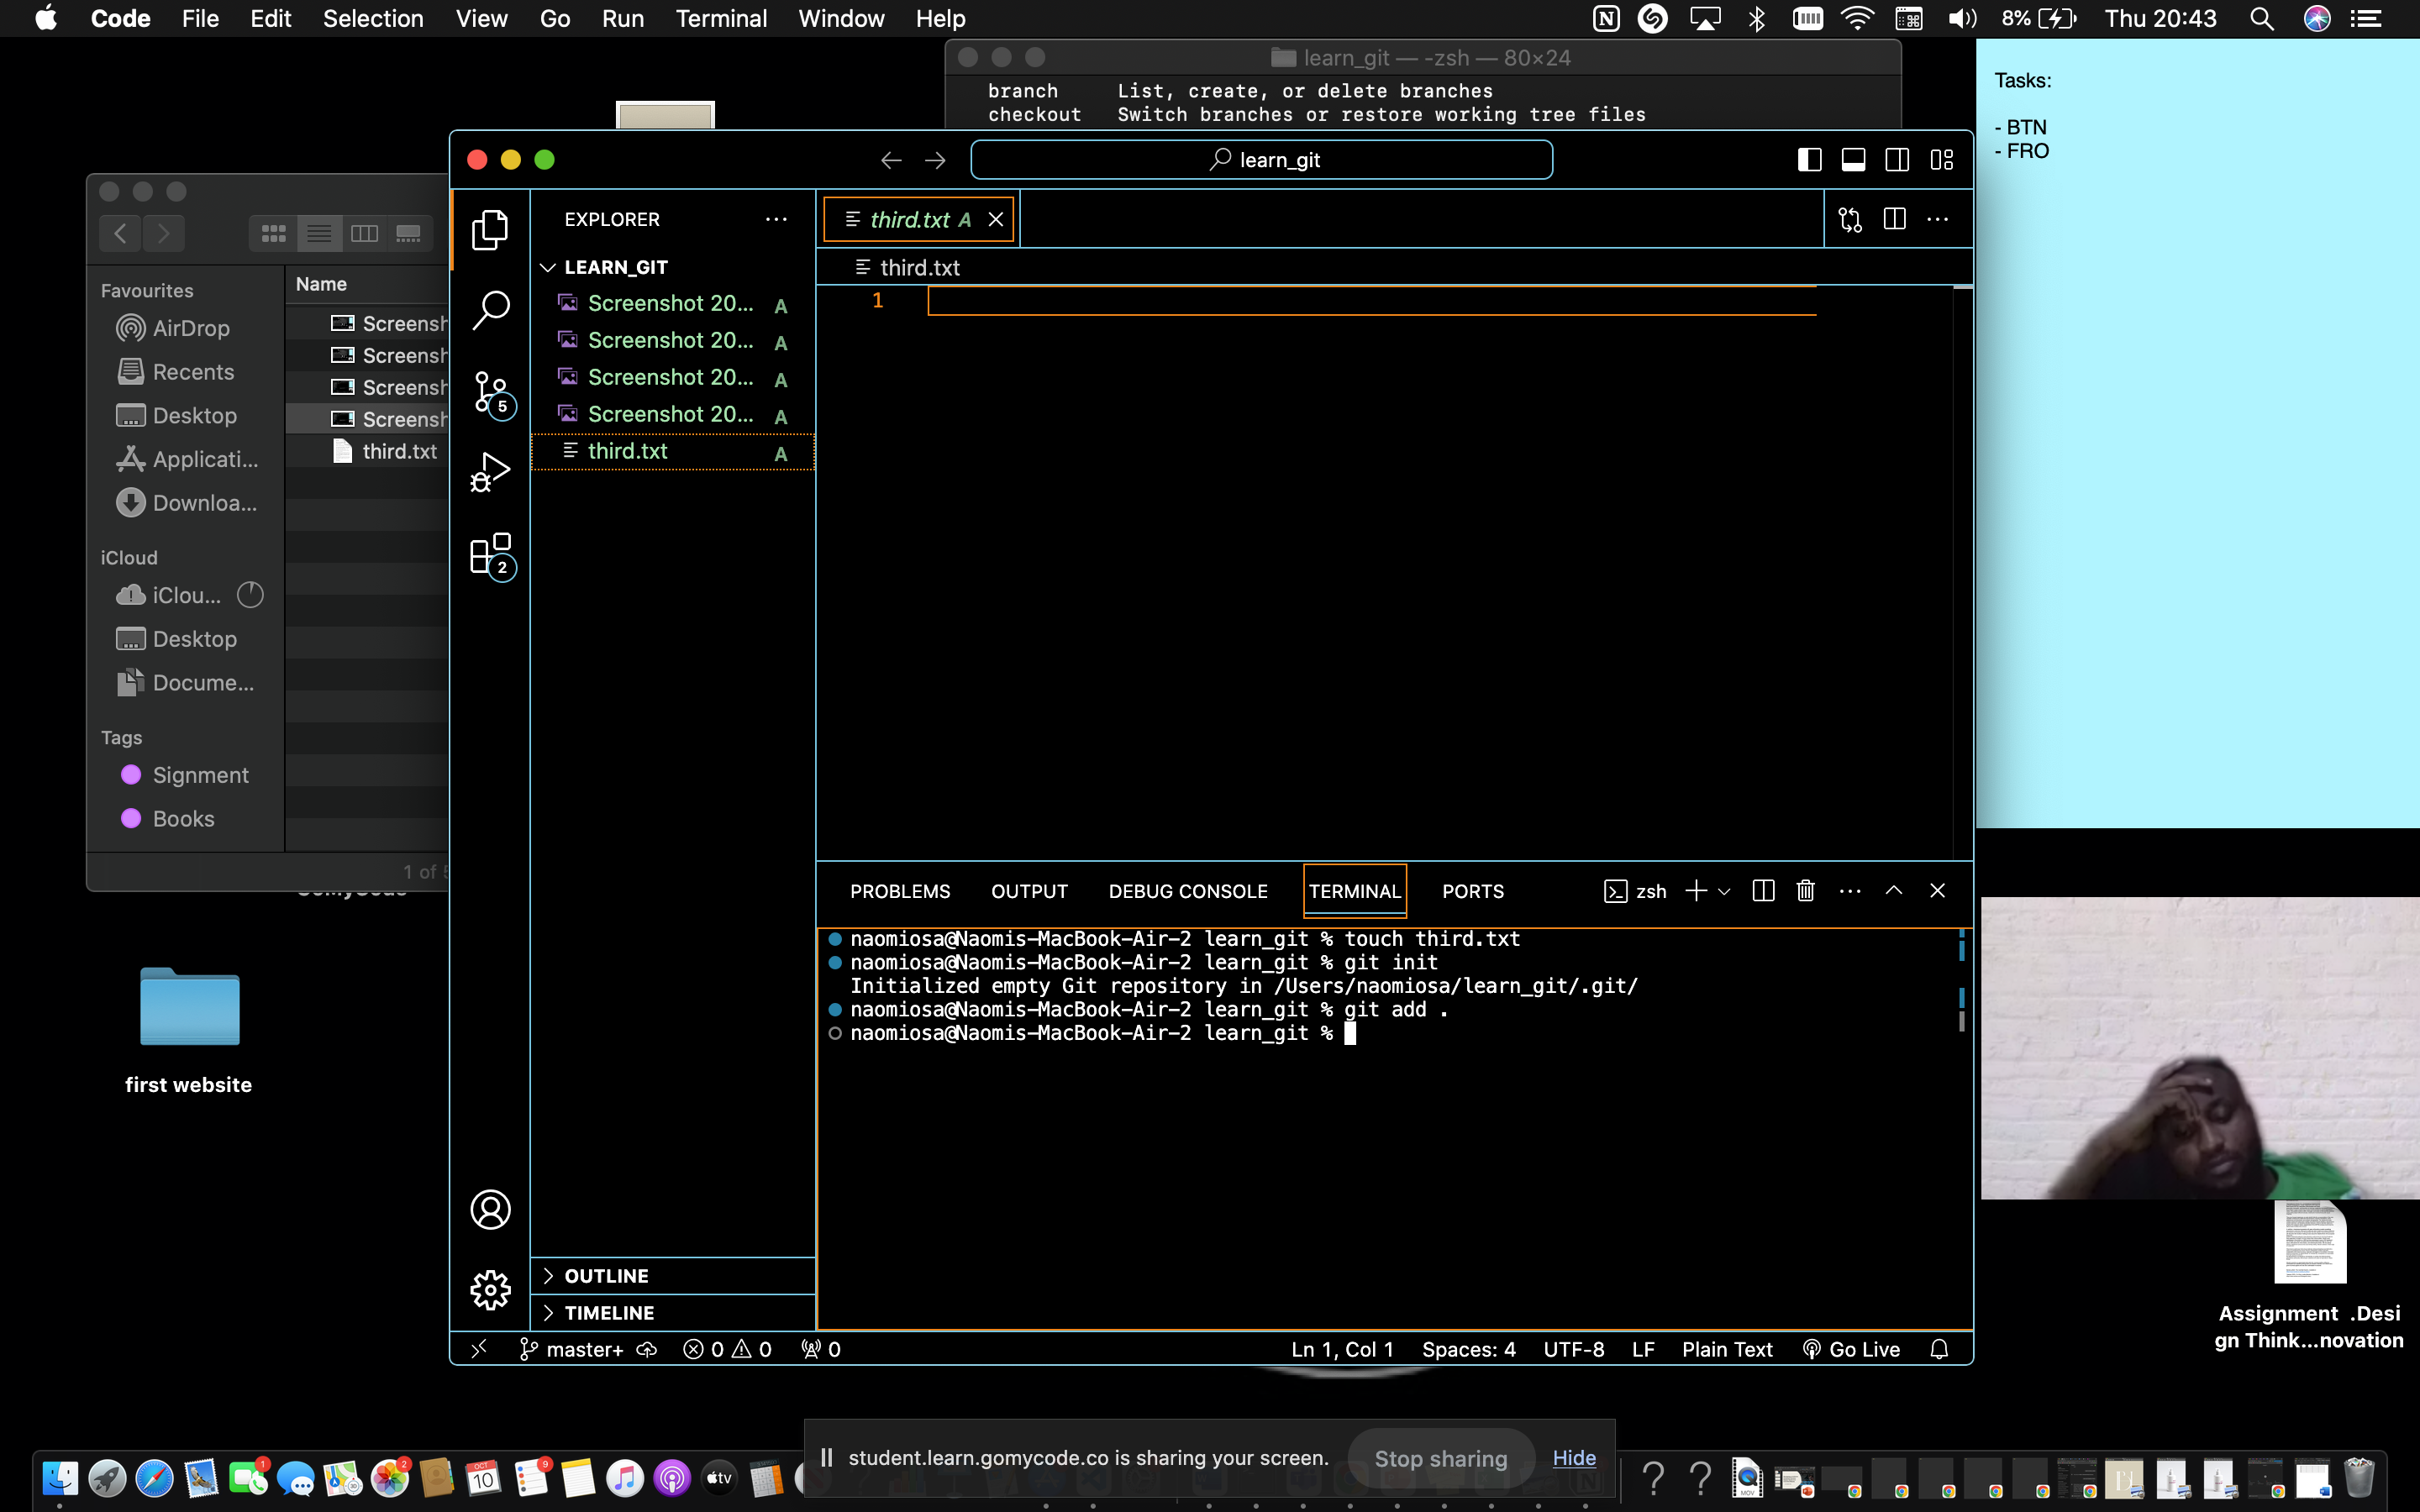 Code File Edit Selection View Go Run Terminal Window Help
8% Thu 20:43
learn_git — -zsh — 80×24
branch List, create, or delete branches
checkout Switch branches or restore working tree files
Tasks:
- BTN
- FRO
learn_git
EXPLORER
third.txt A
LEARN_GIT
third.txt
Screenshot 20... A
Screenshot 20... A
Screenshot 20... A
Screenshot 20... A
third.txt A
1
5
2
Name
Favourites
AirDrop
Recents
Desktop
Applicati...
Downloa...
iCloud
iClou...
Desktop
Docume...
Tags
Signment
Books
Screensh
Screensh
Screensh
Screensh
third.txt
1 of 5
GoMyCode
first website
PROBLEMS OUTPUT DEBUG CONSOLE TERMINAL PORTS zsh
naomiosa@Naomis-MacBook-Air-2 learn_git % touch third.txt
naomiosa@Naomis-MacBook-Air-2 learn_git % git init
Initialized empty Git repository in /Users/naomiosa/learn_git/.git/
naomiosa@Naomis-MacBook-Air-2 learn_git % git add .
naomiosa@Naomis-MacBook-Air-2 learn_git %
OUTLINE
TIMELINE
master+ 0 0 0 Ln 1, Col 1 Spaces: 4 UTF-8 LF Plain Text Go Live
Assignment .Desi
gn Think...novation
student.learn.gomycode.co is sharing your screen. Stop sharing Hide
1
2
OCT
10
9
tv